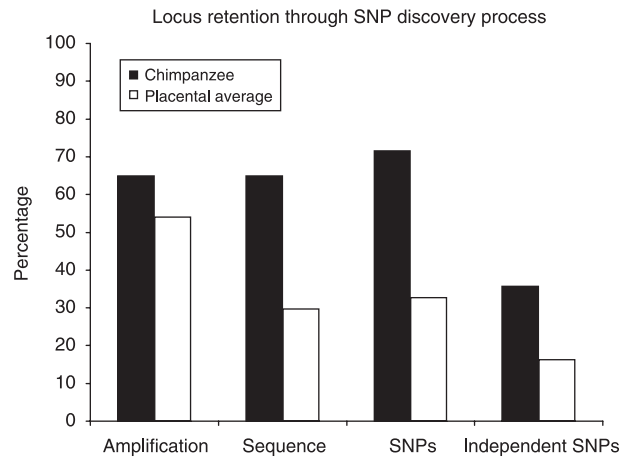 Locus retention through SNP discovery process
100
90
80
70
60
50
40
30
20
10
0
Percentage
Chimpanzee
Placental average
Amplification
Sequence
SNPs
Independent SNPs